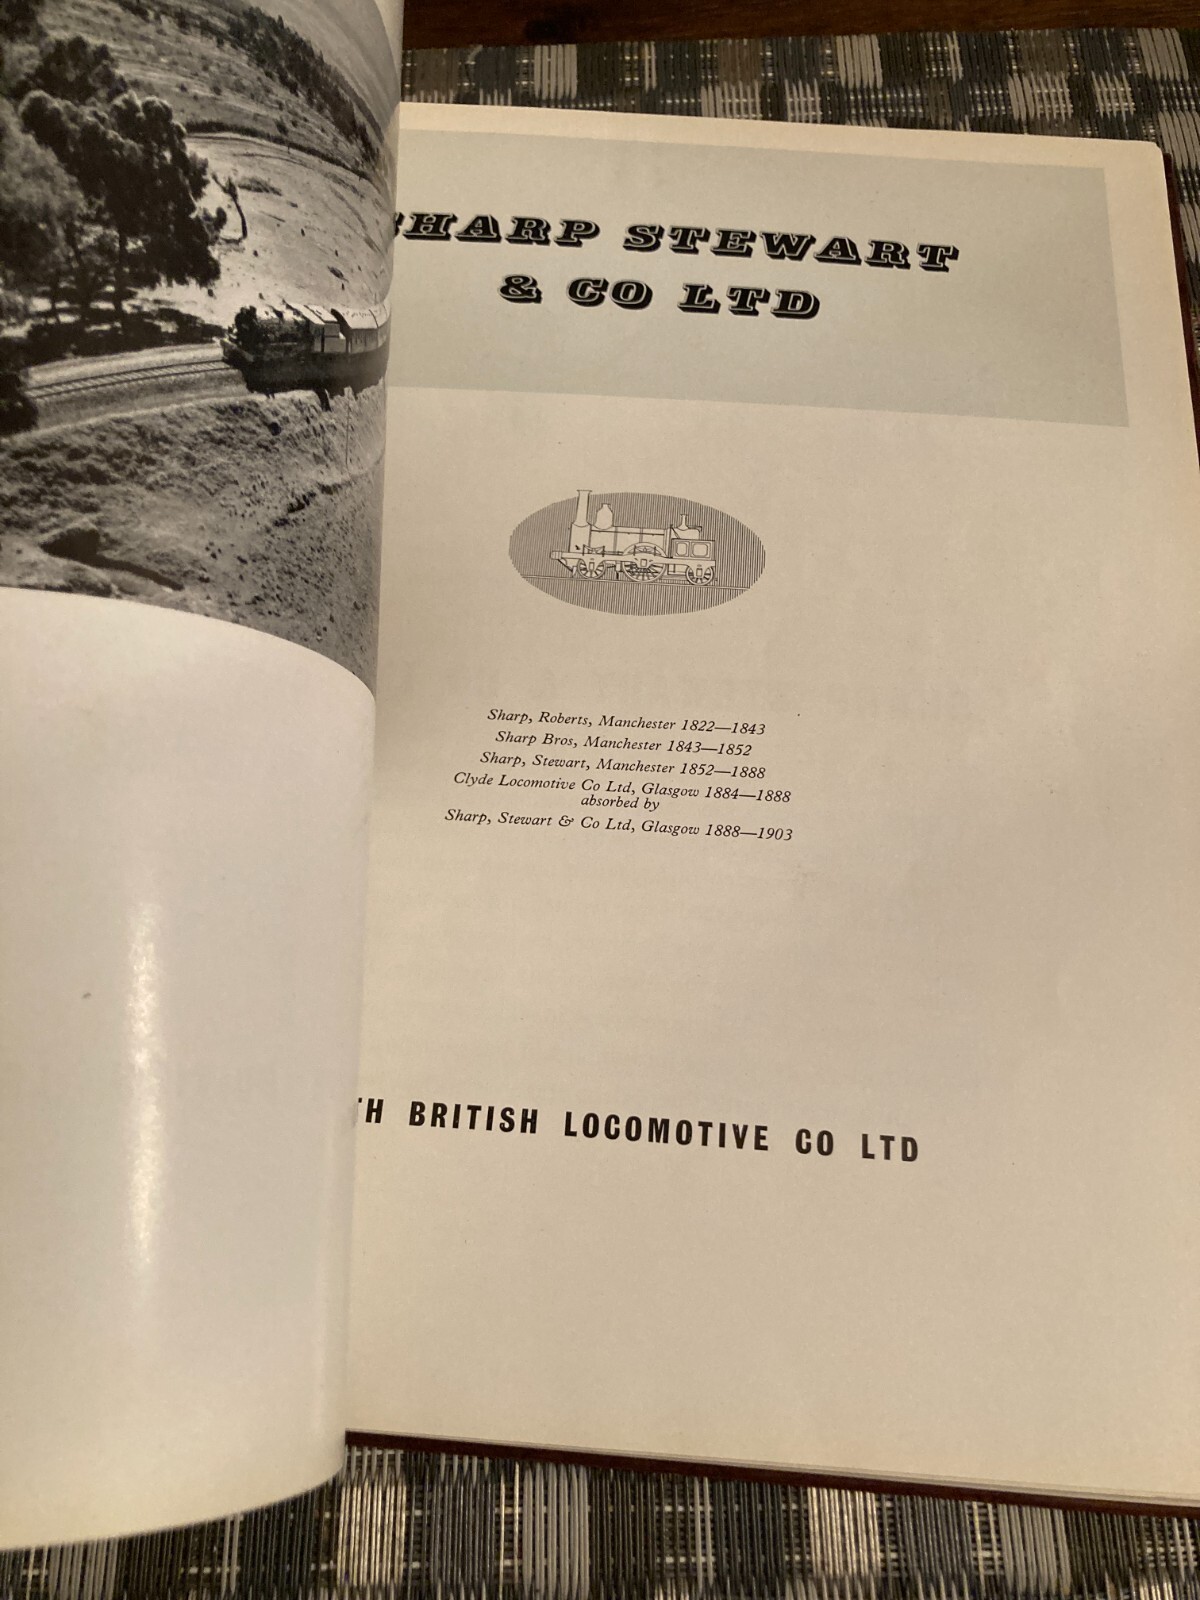 SHARP STEWART
& CO LTD
Sharp, Roberts, Manchester 1822—1843
Sharp Bros, Manchester 1843—1852
Sharp, Stewart, Manchester 1852—1888
Clyde Locomotive Co Ltd, Glasgow 1884—1888
absorbed by
Sharp, Stewart & Co Ltd, Glasgow 1888—1903
TH BRITISH LOCOMOTIVE CO LTD